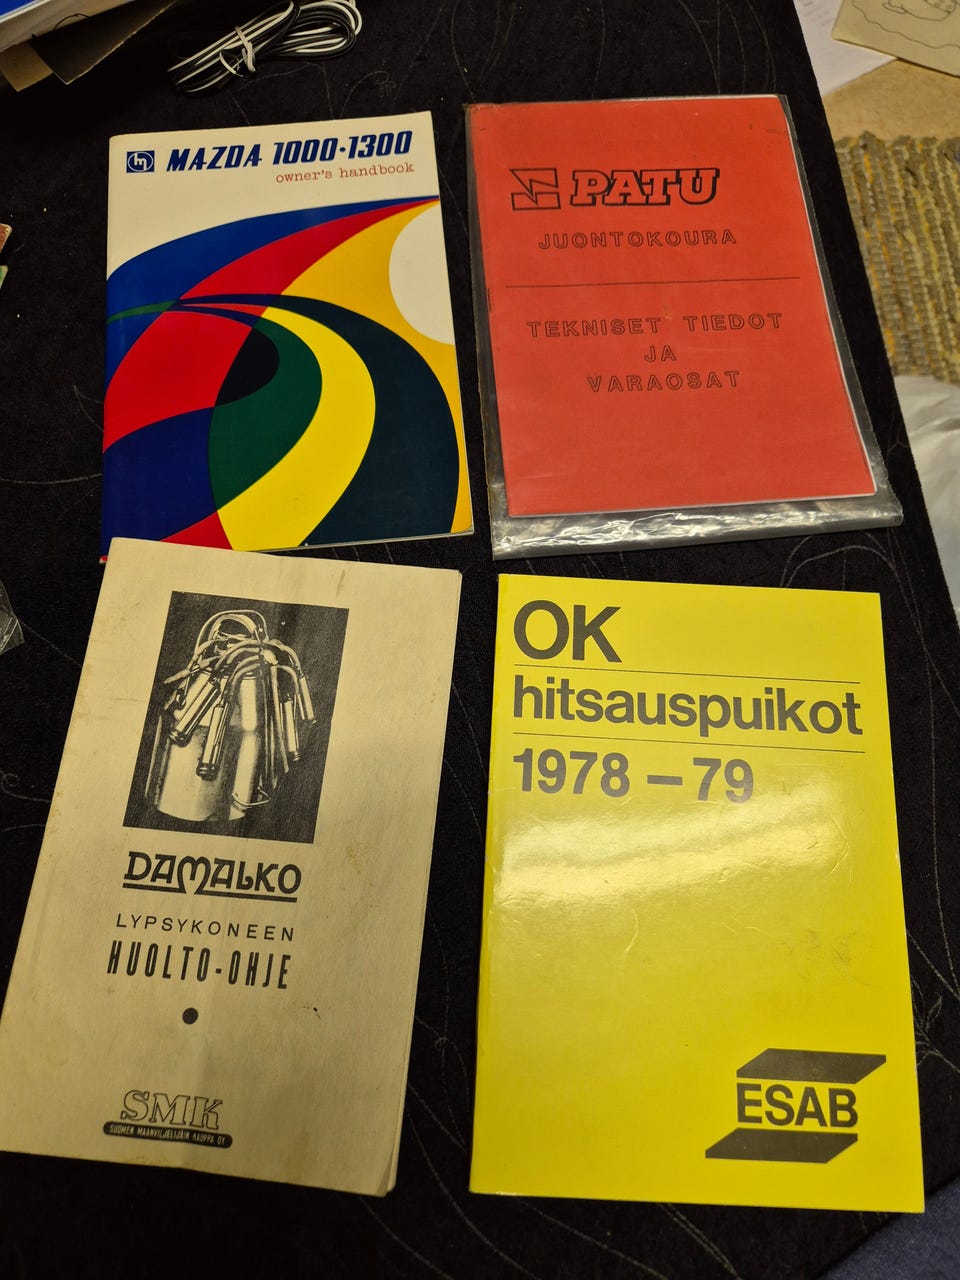 MAZDA 1000·1300
owner's handbook
PATU
JUONTOKOURA
TEKNISET TIEDOT
JA
VARAOSAT
DAMALKO
LYPSYKONEEN
HUOLTO-OHJE
SMK
SUOMEN MAANVILJELIJÄIN KAUPPA OY
OK
hitsauspuikot
1978 – 79
ESAB